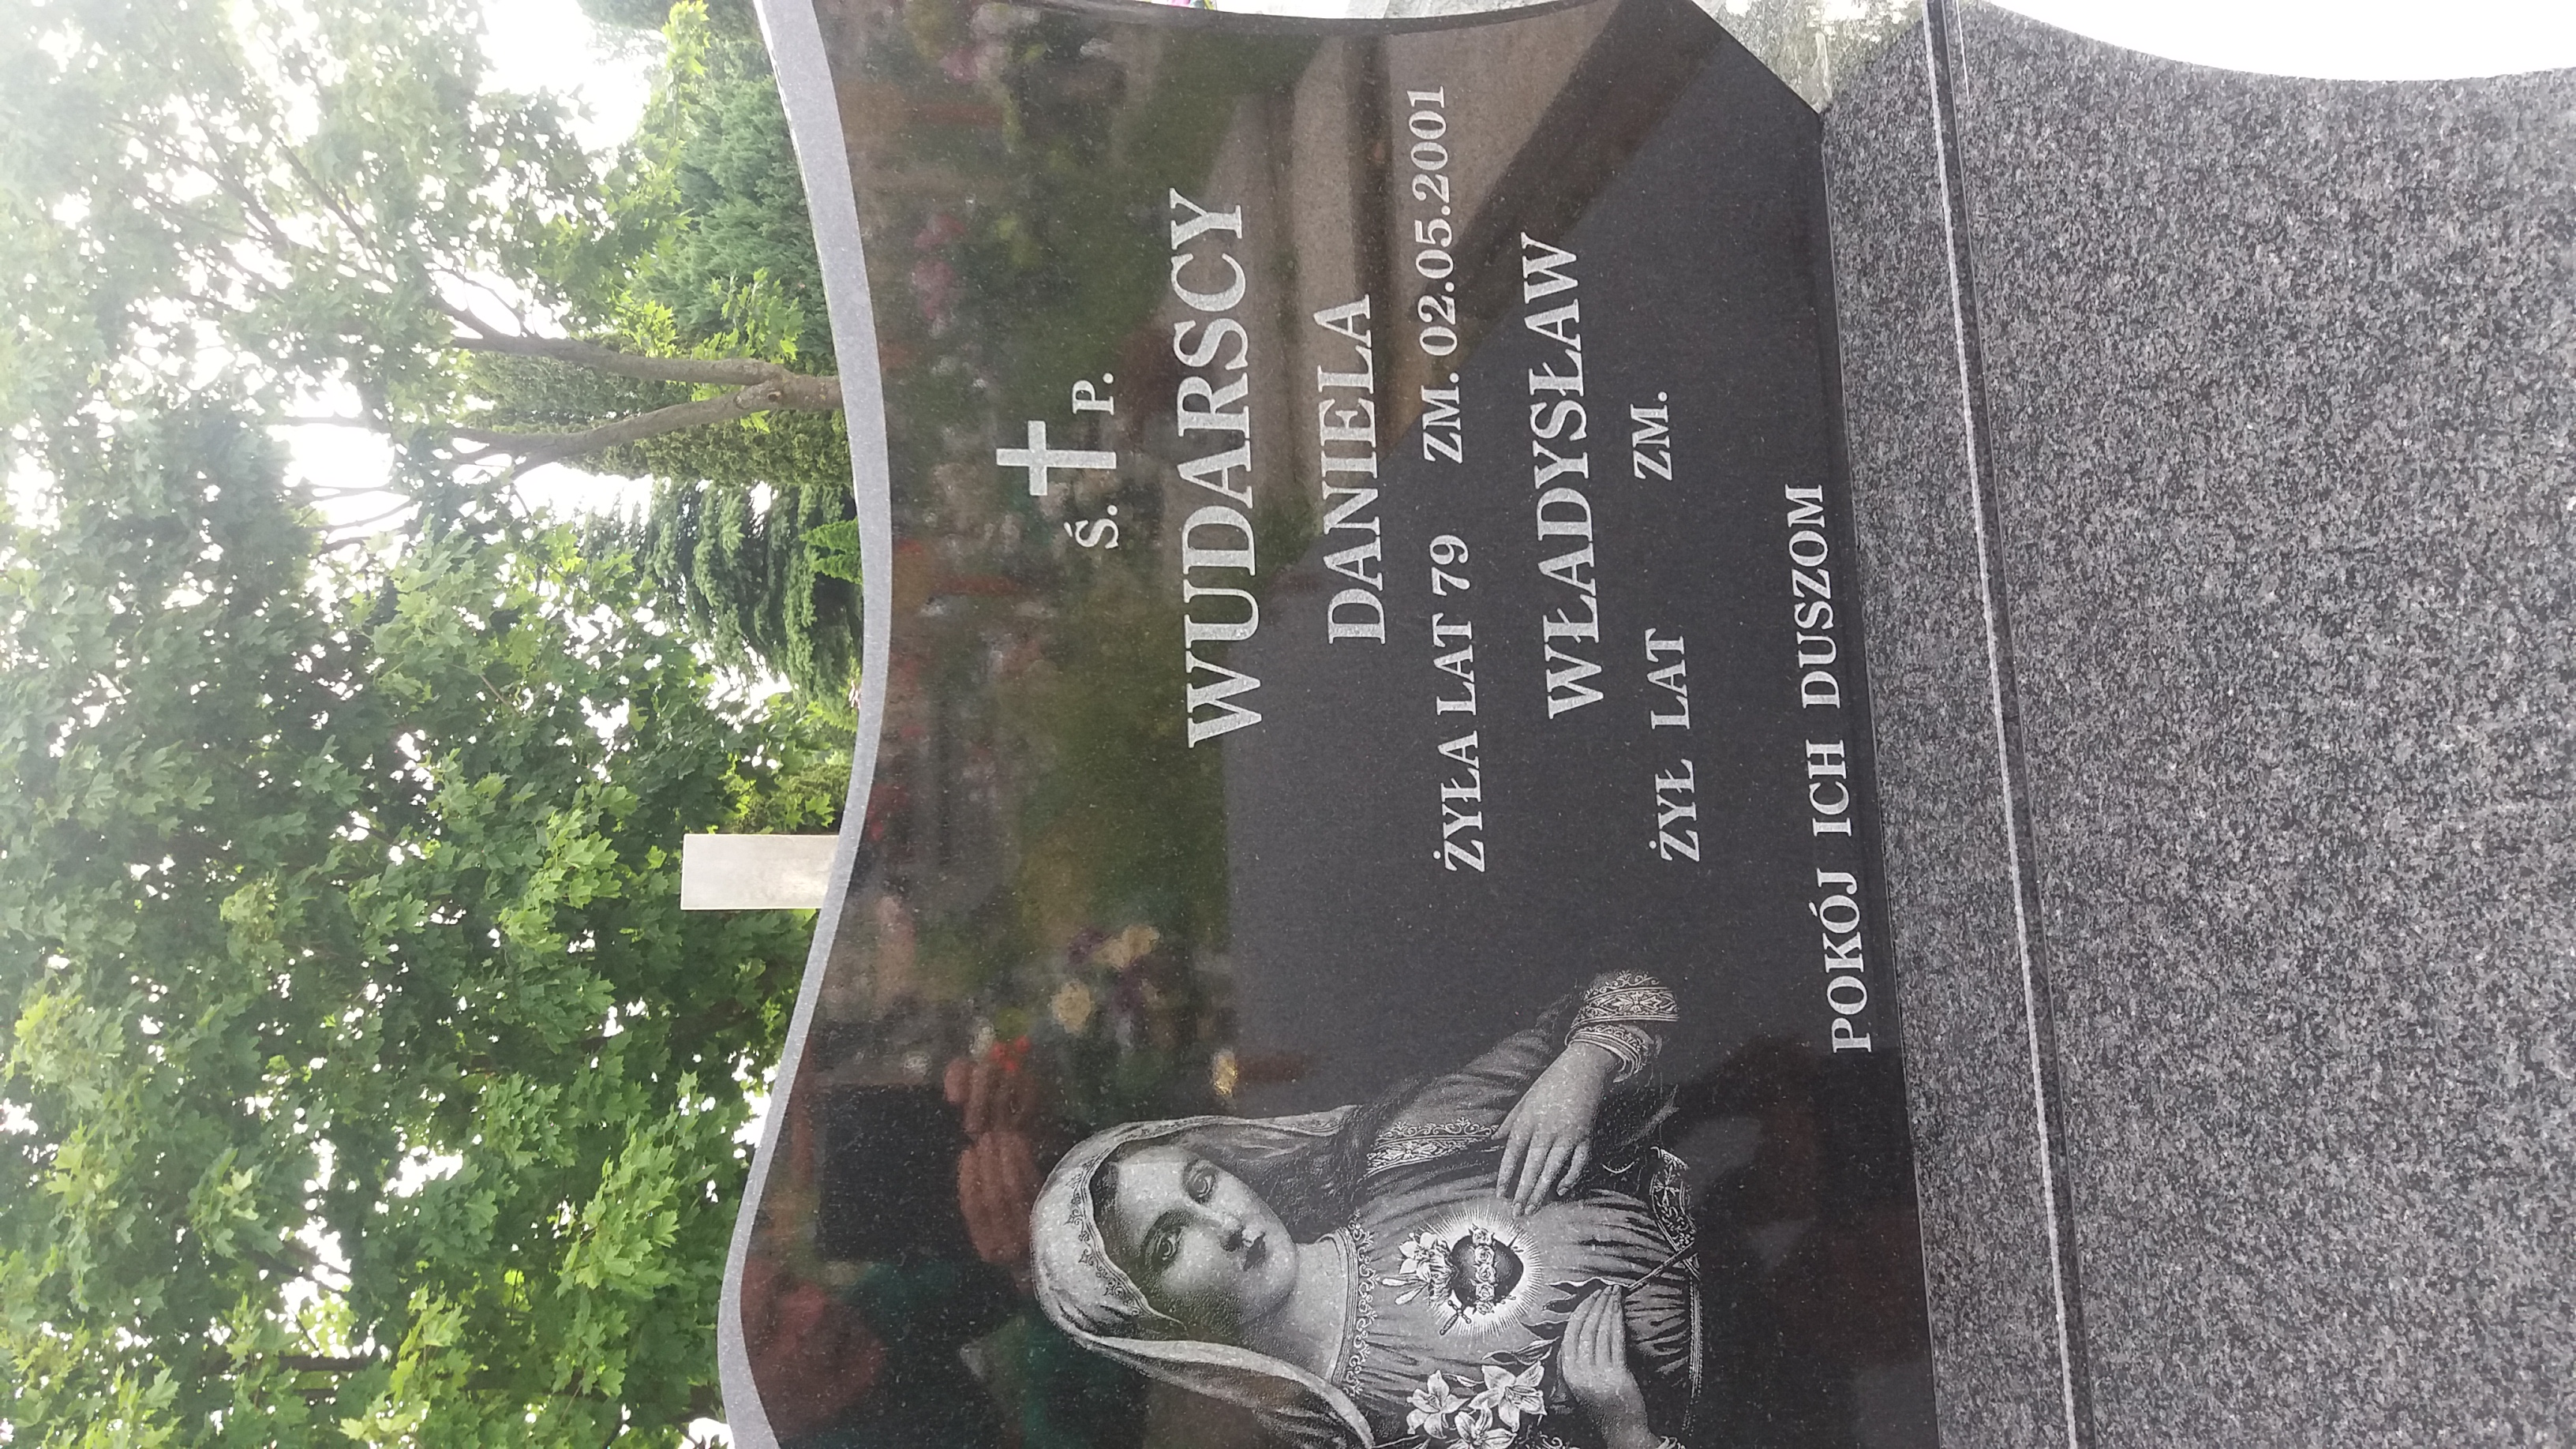 Ś. P.
WUDARSCY
DANIELA
ŻYŁA LAT 79 ZM. 02.05.2001
WŁADYSŁAW
ŻYŁ LAT ZM.
POKÓJ ICH DUSZOM